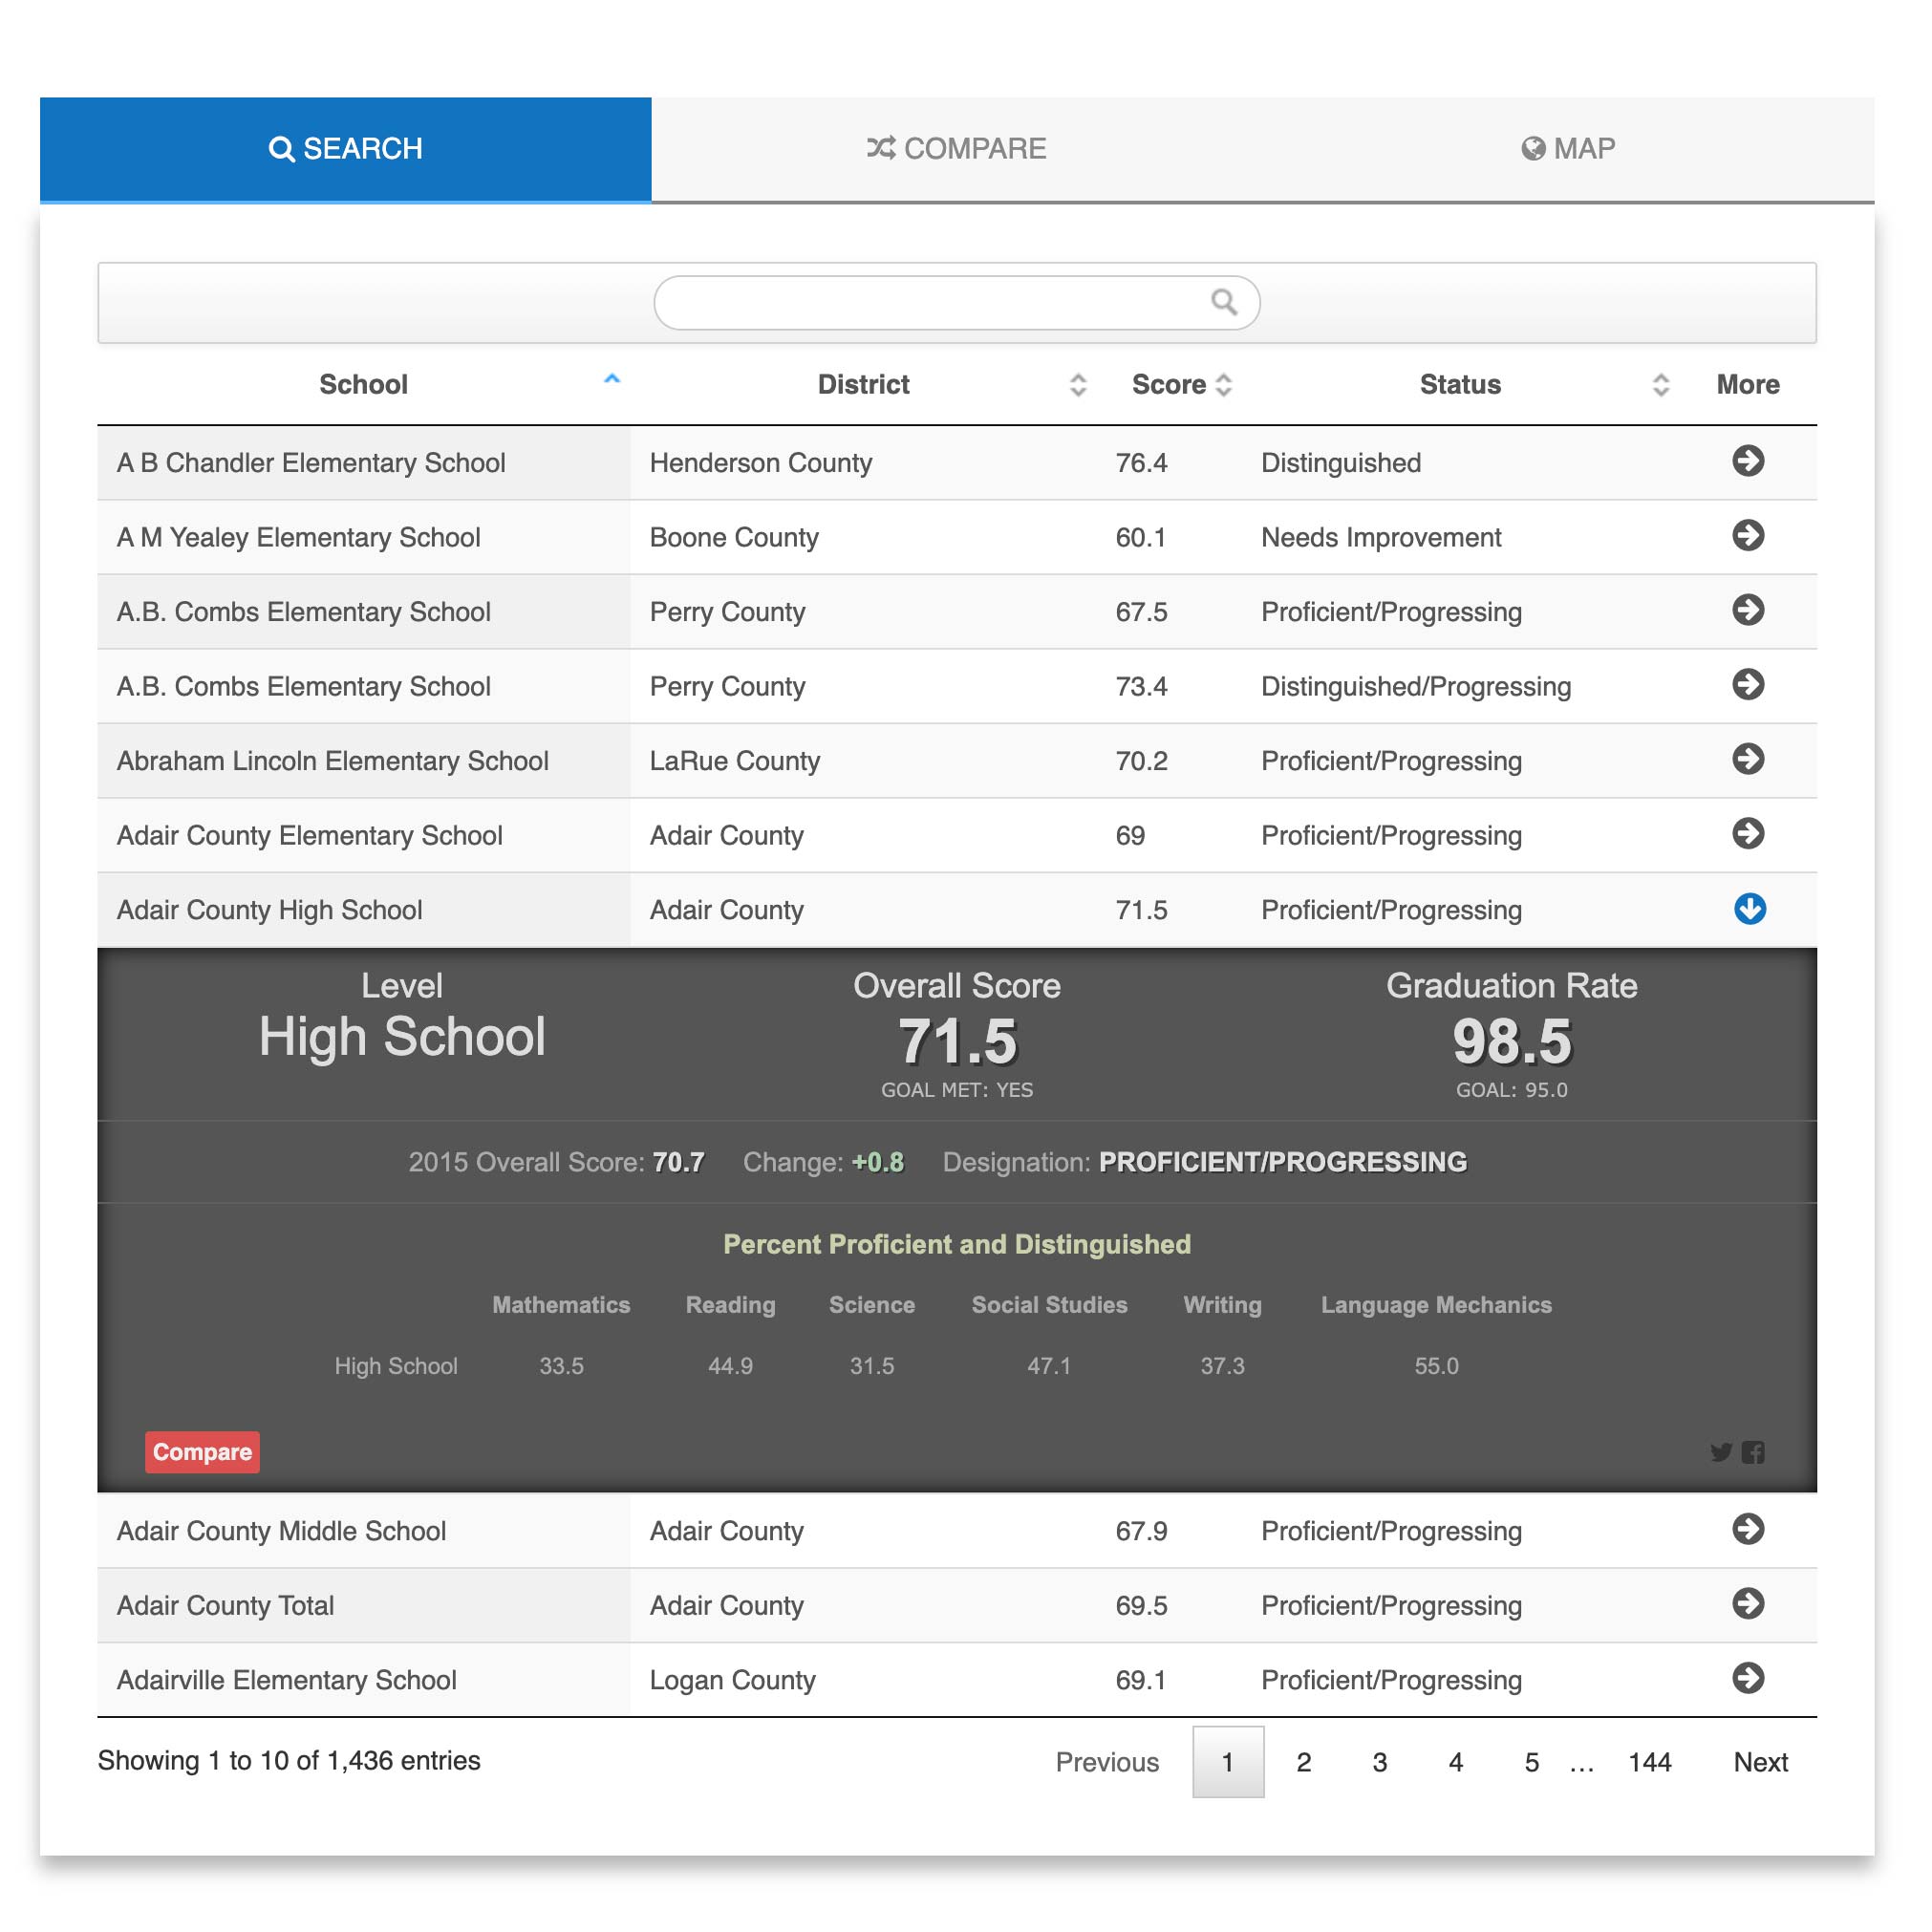 SEARCH COMPARE MAP
School District Score Status More
A B Chandler Elementary School Henderson County 76.4 Distinguished
A M Yealey Elementary School Boone County 60.1 Needs Improvement
A.B. Combs Elementary School Perry County 67.5 Proficient/Progressing
A.B. Combs Elementary School Perry County 73.4 Distinguished/Progressing
Abraham Lincoln Elementary School LaRue County 70.2 Proficient/Progressing
Adair County Elementary School Adair County 69 Proficient/Progressing
Adair County High School Adair County 71.5 Proficient/Progressing
Level Overall Score Graduation Rate
High School 71.5 98.5
GOAL MET: YES GOAL: 95.0
2015 Overall Score: 70.7 Change: +0.8 Designation: PROFICIENT/PROGRESSING
Percent Proficient and Distinguished
Mathematics Reading Science Social Studies Writing Language Mechanics
High School 33.5 44.9 31.5 47.1 37.3 55.0
Compare
Adair County Middle School Adair County 67.9 Proficient/Progressing
Adair County Total Adair County 69.5 Proficient/Progressing
Adairville Elementary School Logan County 69.1 Proficient/Progressing
Showing 1 to 10 of 1,436 entries Previous 1 2 3 4 5 … 144 Next